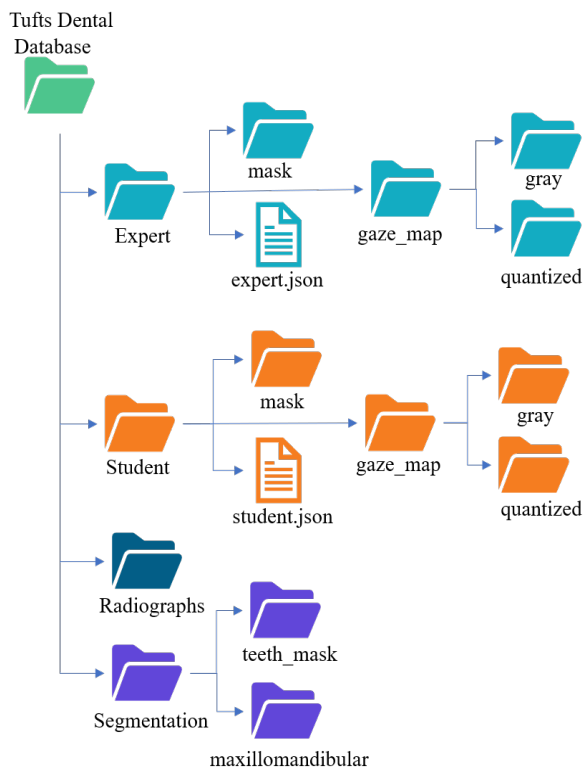 Tufts Dental
Database
mask
gray
Expert
gaze_map
expert.json
quantized
mask
gray
Student
gaze_map
student.json
quantized
Radiographs
teeth_mask
Segmentation
maxillomandibular